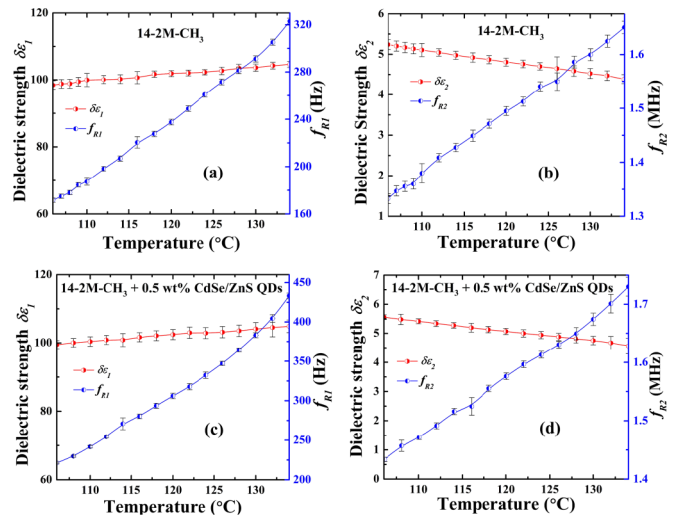 14-2M-CH3
Dielectric strength δε1
120
100
80
60
δε1
fR1
(a)
330
280
240
200
160
fR1 (Hz)
110 115 120 125 130
Temperature (°C)
14-2M-CH3
Dielectric Strength δε2
6
5
4
3
2
1
δε2
fR2
(b)
1.6
1.5
1.4
1.3
fR2 (MHz)
110 115 120 125 130
Temperature (°C)
14-2M-CH3 + 0.5 wt% CdSe/ZnS QDs
Dielectric strength δε1
120
100
80
60
δε1
fR1
(c)
450
400
350
300
250
200
fR1 (Hz)
110 115 120 125 130
Temperature (°C)
14-2M-CH3 + 0.5 wt% CdSe/ZnS QDs
Dielectric strength δε2
7
6
5
4
3
2
1
0
δε2
fR2
(d)
1.7
1.6
1.5
1.4
fR2 (MHz)
110 115 120 125 130
Temperature (°C)